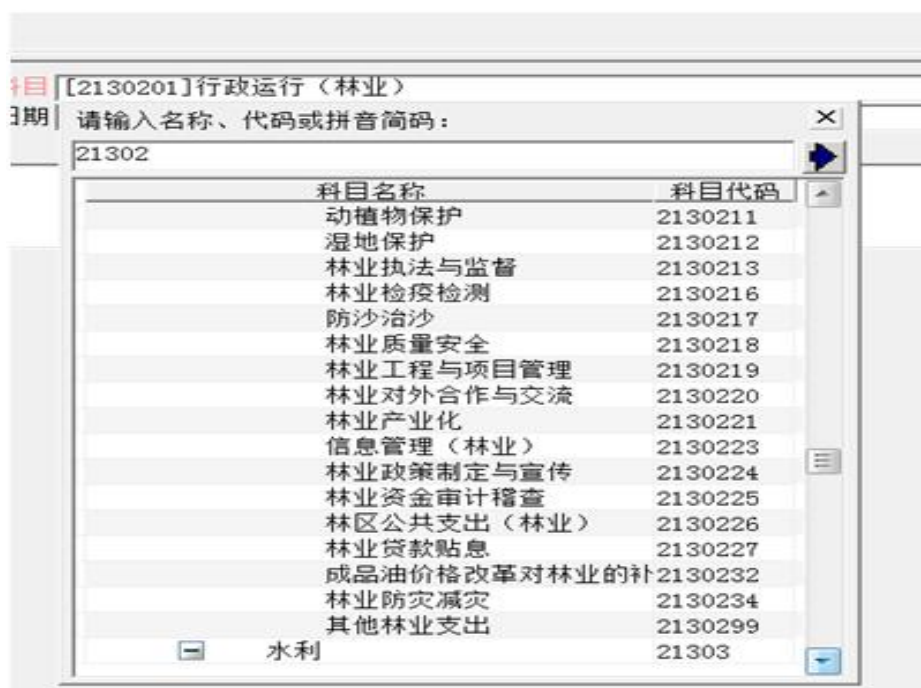 科目 [2130201]行政运行（林业）
日期 请输入名称、代码或拼音简码：
21302
科目名称 科目代码
动植物保护 2130211
湿地保护 2130212
林业执法与监督 2130213
林业检疫检测 2130216
防沙治沙 2130217
林业质量安全 2130218
林业工程与项目管理 2130219
林业对外合作与交流 2130220
林业产业化 2130221
信息管理（林业） 2130223
林业政策制定与宣传 2130224
林业资金审计稽查 2130225
林区公共支出（林业） 2130226
林业贷款贴息 2130227
成品油价格改革对林业的补 2130232
林业防灾减灾 2130234
其他林业支出 2130299
水利 21303